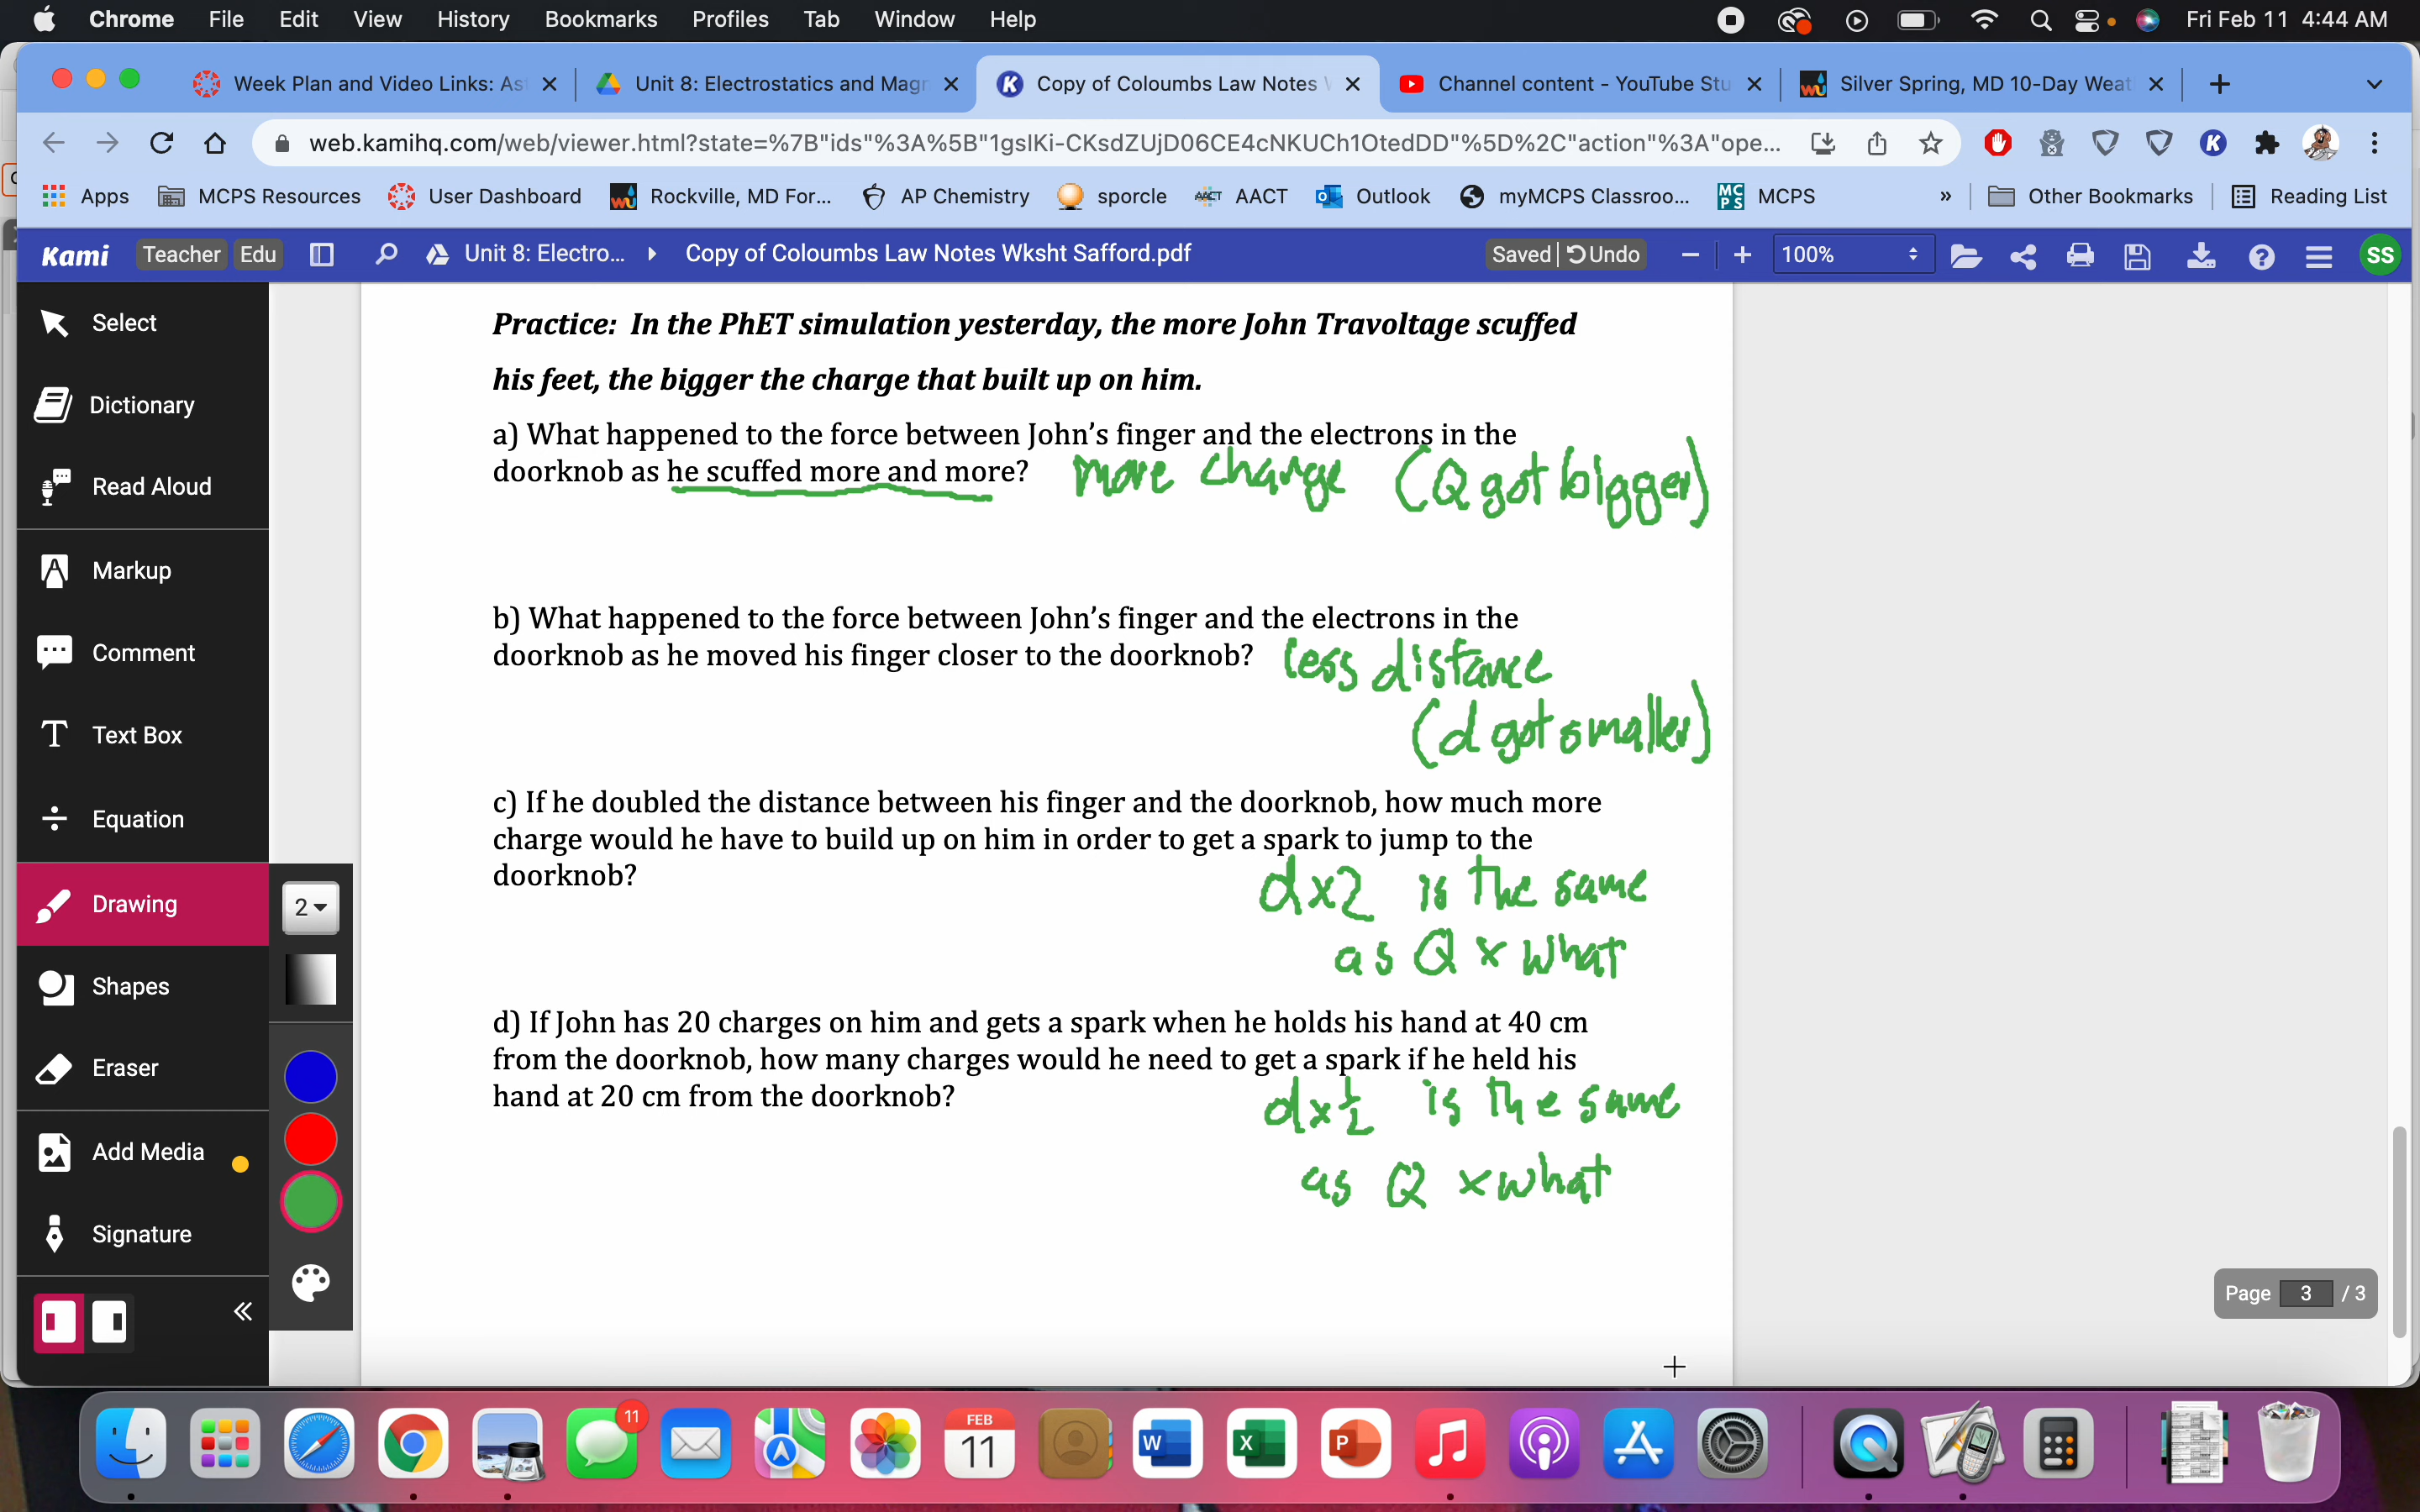 Chrome File Edit View History Bookmarks Profiles Tab Window Help Fri Feb 11 4:44 AM
Week Plan and Video Links: As Unit 8: Electrostatics and Magn Copy of Coloumbs Law Notes W Channel content - YouTube Stu Silver Spring, MD 10-Day Weat
web.kamihq.com/web/viewer.html?state=%7B"ids"%3A%5B"1gslKi-CKsdZUjD06CE4cNKUCh1OtedDD"%5D%2C"action"%3A"ope...
Apps MCPS Resources User Dashboard Rockville, MD For... AP Chemistry sporcle AACT Outlook myMCPS Classroo... MCPS » Other Bookmarks Reading List
Kami Teacher Edu Unit 8: Electro... Copy of Coloumbs Law Notes Wksht Safford.pdf Saved Undo 100% SS
Select
Dictionary
Read Aloud
Markup
Comment
Text Box
Equation
Drawing
2
Shapes
Eraser
Add Media
Signature
Practice: In the PhET simulation yesterday, the more John Travoltage scuffed
his feet, the bigger the charge that built up on him.
a) What happened to the force between John's finger and the electrons in the
doorknob as he scuffed more and more? more charge (Q got bigger)
b) What happened to the force between John's finger and the electrons in the
doorknob as he moved his finger closer to the doorknob? less distance
(d got smaller)
c) If he doubled the distance between his finger and the doorknob, how much more
charge would he have to build up on him in order to get a spark to jump to the
doorknob?
d x 2 is the same
as Q x what
d) If John has 20 charges on him and gets a spark when he holds his hand at 40 cm
from the doorknob, how many charges would he need to get a spark if he held his
hand at 20 cm from the doorknob?
d x 1/2 is the same
as Q x what
Page 3 / 3
11
FEB
11
W
X
P